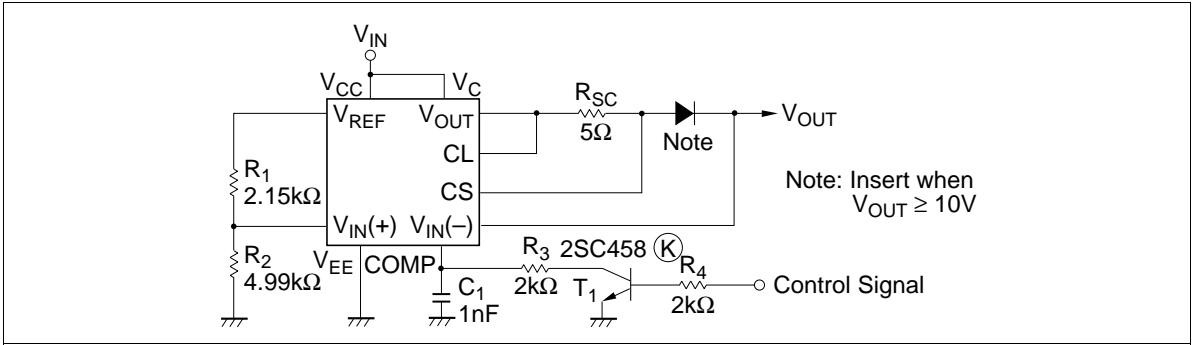 V_IN
V_CC V_C
V_REF V_OUT
R_SC
5Ω
Note
V_OUT
CL
CS
R_1
2.15kΩ
V_IN(+) V_IN(–)
R_2
4.99kΩ
V_EE COMP
C_1
1nF
R_3
2kΩ
2SC458 K
T_1
R_4
2kΩ
Control Signal
Note: Insert when
V_OUT ≥ 10V